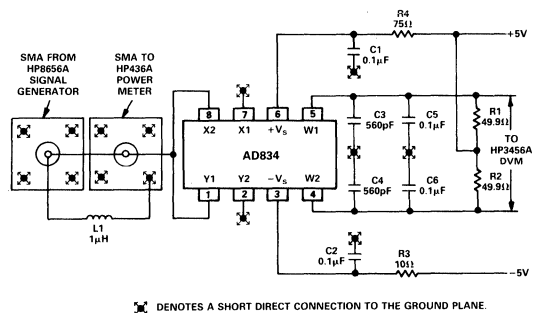 SMA FROM
HP8656A
SIGNAL
GENERATOR
SMA TO
HP436A
POWER
METER
L1
1µH
8
7
6
5
X2
X1
+VS
W1
AD834
Y1
Y2
−VS
W2
1
2
3
4
C1
0.1µF
R4
75Ω
+5V
C3
560pF
C5
0.1µF
R1
49.9Ω
TO
HP3456A
DVM
C4
560pF
C6
0.1µF
R2
49.9Ω
C2
0.1µF
R3
10Ω
−5V
DENOTES A SHORT DIRECT CONNECTION TO THE GROUND PLANE.